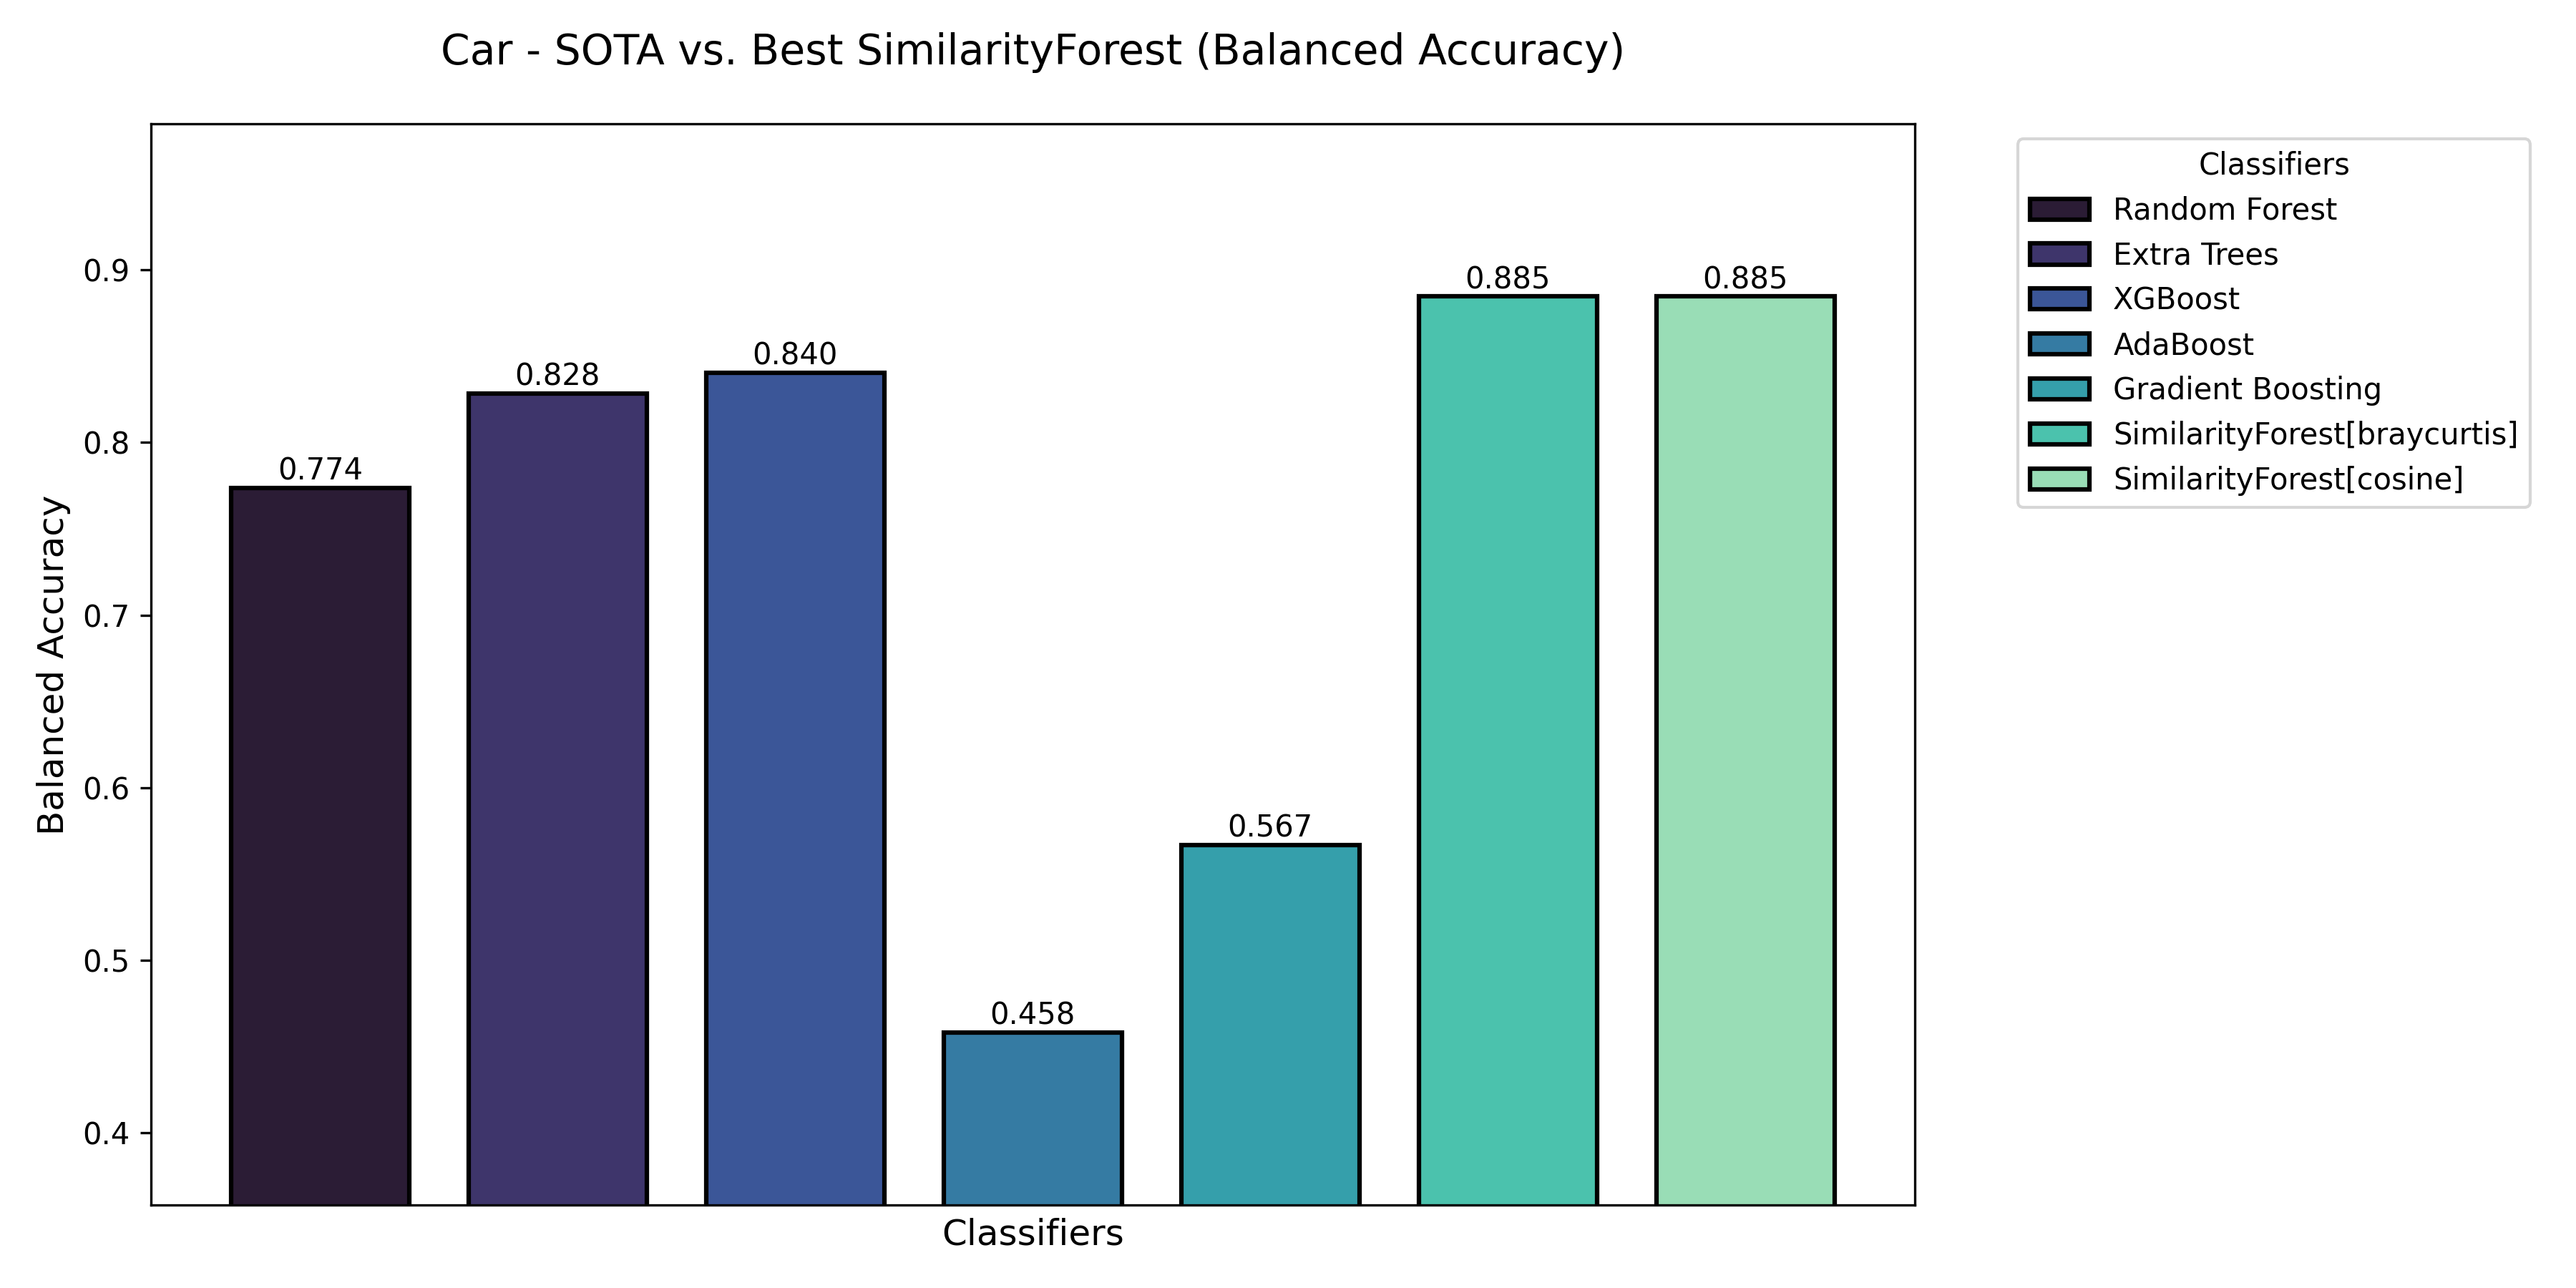 Car - SOTA vs. Best SimilarityForest (Balanced Accuracy)
Balanced Accuracy
0.9
0.8
0.7
0.6
0.5
0.4
0.774
0.828
0.840
0.458
0.567
0.885
0.885
Classifiers
Classifiers
Random Forest
Extra Trees
XGBoost
AdaBoost
Gradient Boosting
SimilarityForest[braycurtis]
SimilarityForest[cosine]